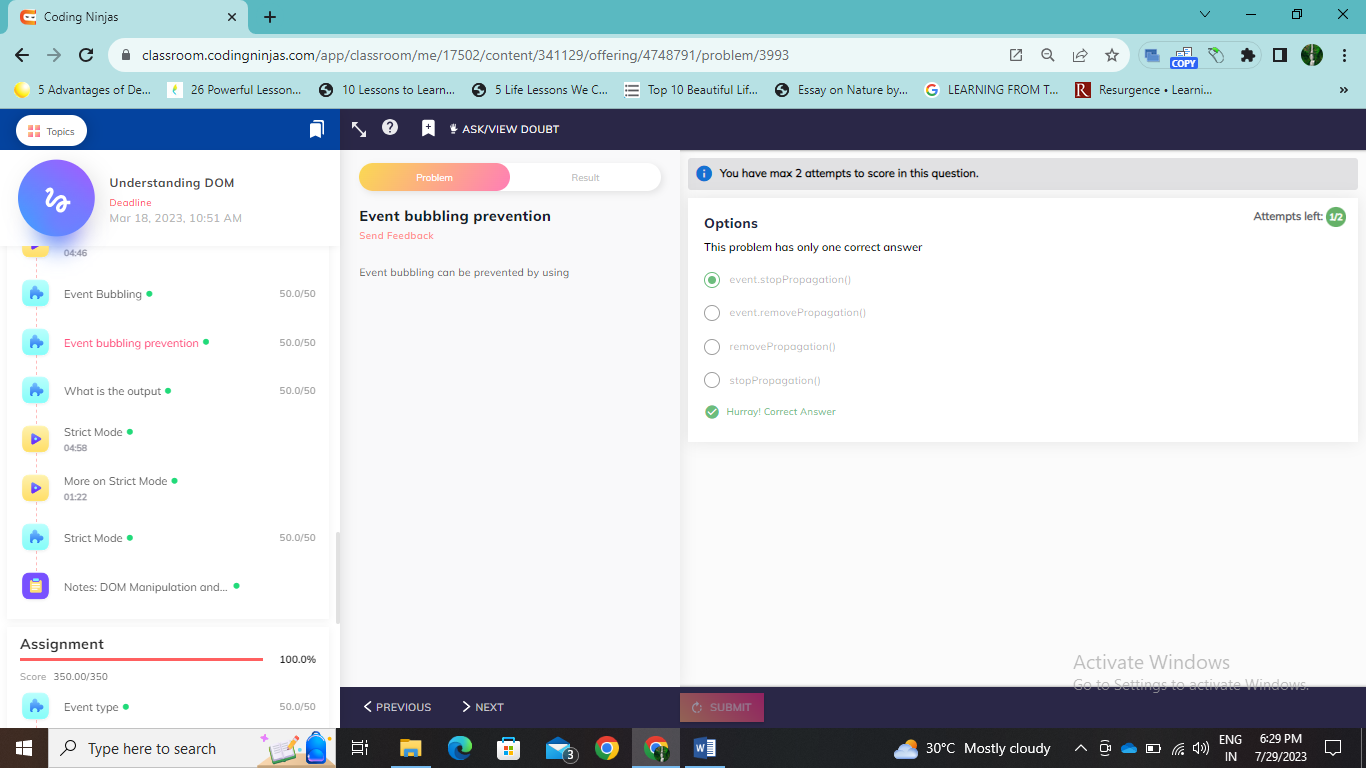 Coding Ninjas
classroom.codingninjas.com/app/classroom/me/17502/content/341129/offering/4748791/problem/3993
COPY
5 Advantages of De...
26 Powerful Lesson...
10 Lessons to Learn...
5 Life Lessons We C...
Top 10 Beautiful Lif...
Essay on Nature by...
LEARNING FROM T...
Resurgence • Learni...
»
Topics
ASK/VIEW DOUBT
Understanding DOM
Deadline
Mar 18, 2023, 10:51 AM
04:46
Event Bubbling
50.0/50
Event bubbling prevention
50.0/50
What is the output
50.0/50
Strict Mode
04:58
More on Strict Mode
01:22
Strict Mode
50.0/50
Notes: DOM Manipulation and...
Assignment
100.0%
Score 350.00/350
Event type
50.0/50
Problem
Result
Event bubbling prevention
Send Feedback
Event bubbling can be prevented by using
You have max 2 attempts to score in this question.
Options
Attempts left: 1/2
This problem has only one correct answer
event.stopPropagation()
event.removePropagation()
removePropagation()
stopPropagation()
Hurray! Correct Answer
Activate Windows
Go to Settings to activate Windows.
PREVIOUS
NEXT
SUBMIT
Type here to search
3
30°C Mostly cloudy
ENG
IN
6:29 PM
7/29/2023